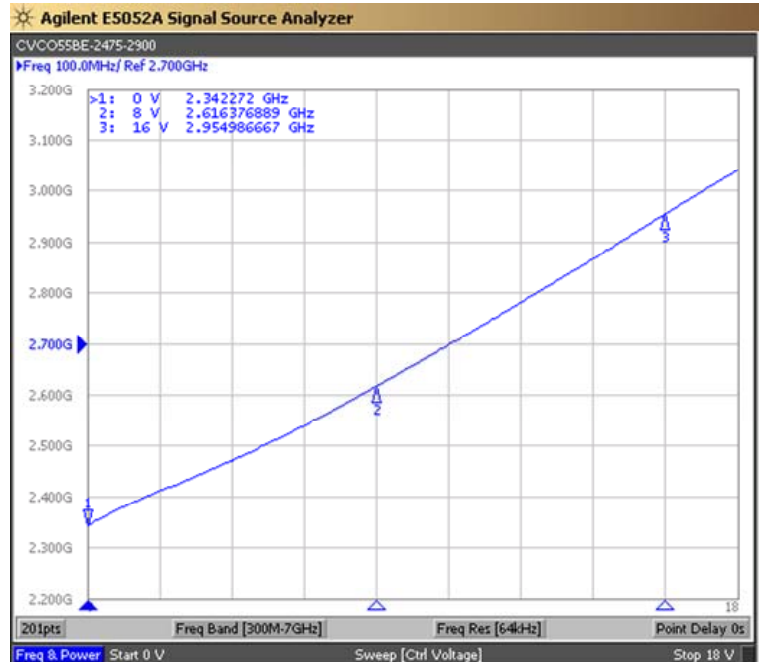 Agilent E5052A Signal Source Analyzer
CVCO55BE-2475-2900
Freq 100.0MHz/ Ref 2.700GHz
3.200G
>1: 0 V 2.342272 GHz
2: 8 V 2.616376889 GHz
3: 16 V 2.954986667 GHz
3.100G
3.000G
2.900G
3
2.800G
2.700G
2.600G
2
2.500G
2.400G
1
2.300G
2.200G
18
201pts Freq Band [300M-7GHz] Freq Res [64kHz] Point Delay 0s
Freq & Power Start 0 V Sweep [Ctrl Voltage] Stop 18 V